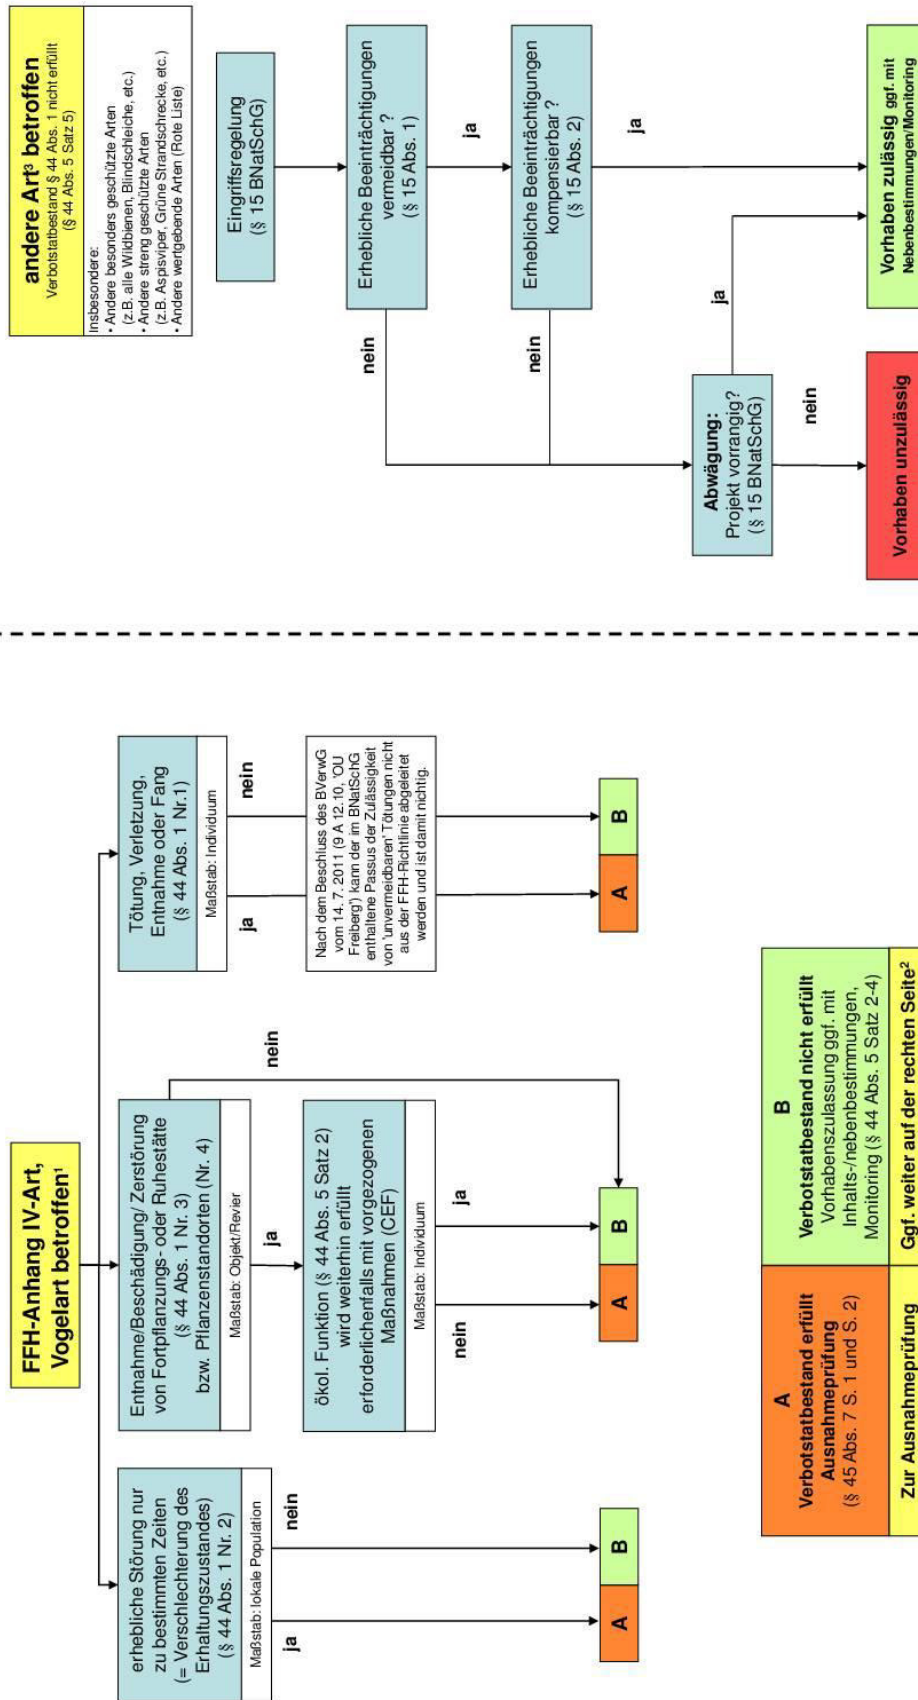 FFH-Anhang IV-Art,
Vogelart betroffen¹
erhebliche Störung nur
zu bestimmten Zeiten
(= Verschlechterung des
Erhaltungszustandes)
(§ 44 Abs. 1 Nr. 2)
Maßstab: lokale Population
ja
nein
A
B
Entnahme/Beschädigung/ Zerstörung
von Fortpflanzungs- oder Ruhestätte
(§ 44 Abs. 1 Nr. 3)
bzw. Pflanzenstandorten (Nr. 4)
Maßstab: Objekt/Revier
ja
nein
ökol. Funktion (§ 44 Abs. 5 Satz 2)
wird weiterhin erfüllt
erforderlichenfalls mit vorgezogenen
Maßnahmen (CEF)
Maßstab: Individuum
nein
ja
A
B
Tötung, Verletzung,
Entnahme oder Fang
(§ 44 Abs. 1 Nr.1)
Maßstab: Individuum
ja
nein
Nach dem Beschluss des BVerwG
vom 14. 7. 2011 (9 A 12.10, 'OU
Freiberg') kann der im BNatSchG
enthaltene Passus der Zulässigkeit
von 'unvermeidbaren' Tötungen nicht
aus der FFH-Richtlinie abgeleitet
werden und ist damit nichtig.
A
B
A
Verbotstatbestand erfüllt
Ausnahmeprüfung
(§ 45 Abs. 7 S. 1 und S. 2)
Zur Ausnahmeprüfung
B
Verbotstatbestand nicht erfüllt
Vorhabenszulassung ggf. mit
Inhalts-/nebenbestimmungen,
Monitoring (§ 44 Abs. 5 Satz 2-4)
Ggf. weiter auf der rechten Seite²
andere Art³ betroffen
Verbotstatbestand § 44 Abs. 1 nicht erfüllt
(§ 44 Abs. 5 Satz 5)
Insbesondere:
• Andere besonders geschützte Arten
(z.B. alle Wildbienen, Blindschleiche, etc.)
• Andere streng geschützte Arten
(z.B. Aspisviper, Grüne Strandschrecke, etc.)
• Andere wertgebende Arten (Rote Liste)
Eingriffsregelung
(§ 15 BNatSchG)
Erhebliche Beeinträchtigungen
vermeidbar ?
(§ 15 Abs. 1)
nein
ja
Erhebliche Beeinträchtigungen
kompensierbar ?
(§ 15 Abs. 2)
nein
ja
Abwägung:
Projekt vorrangig?
(§ 15 BNatSchG)
ja
nein
Vorhaben unzulässig
Vorhaben zulässig ggf. mit
Nebenbestimmungen/Monitoring